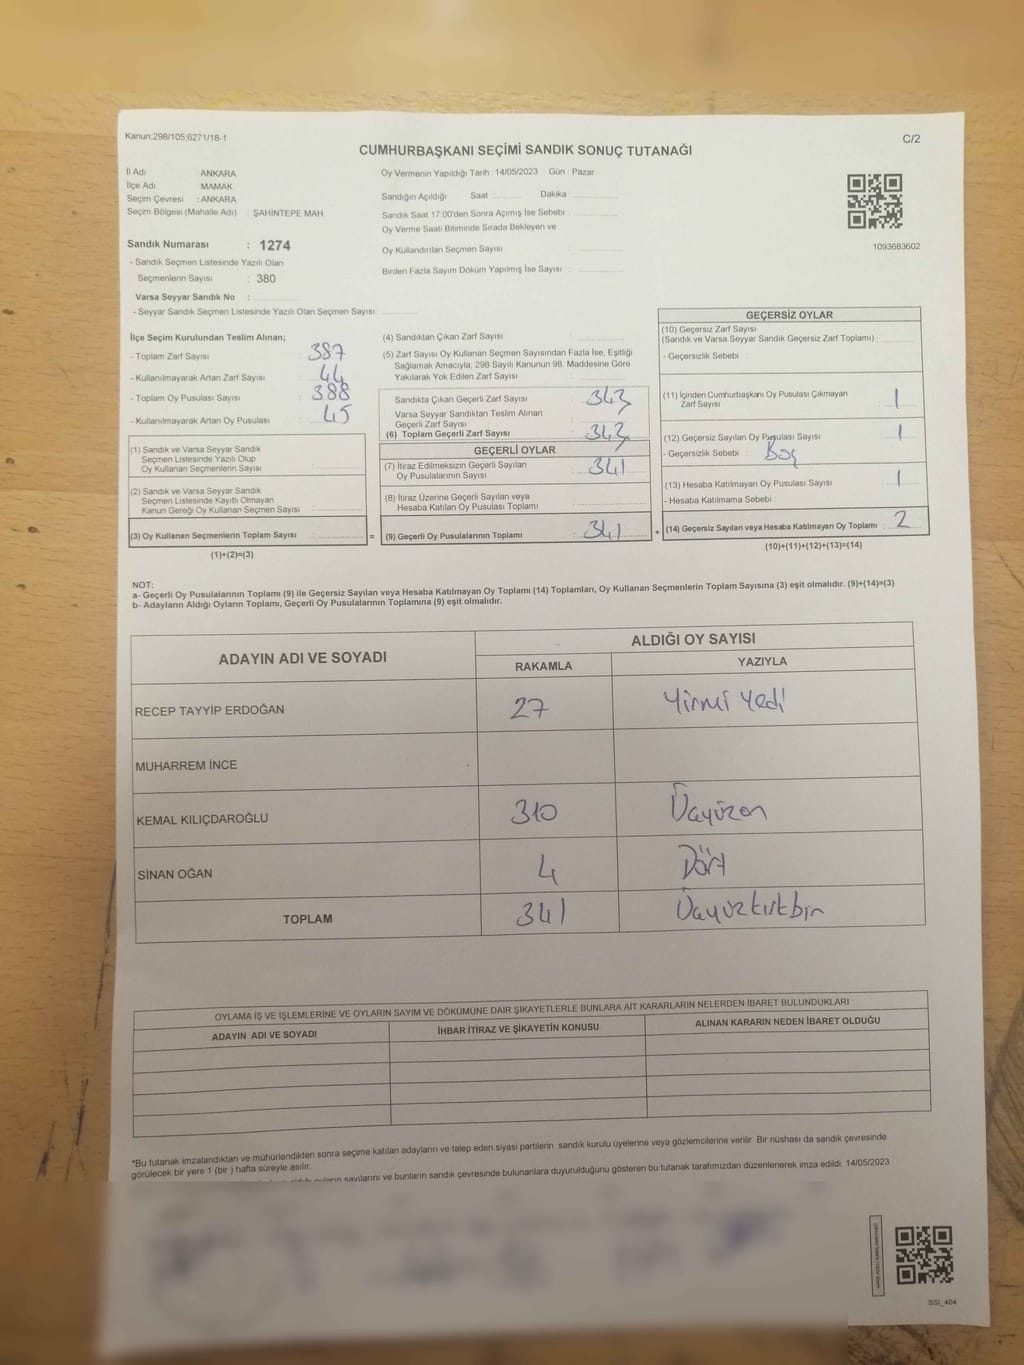 Kanun:298/105;6271/18-1
C/2
CUMHURBAŞKANI SEÇİMİ SANDIK SONUÇ TUTANAĞI
İl Adı ANKARA
İlçe Adı MAMAK
Seçim Çevresi : ANKARA
Seçim Bölgesi (Mahalle Adı) ŞAHİNTEPE MAH.
Sandık Numarası : 1274
- Sandık Seçmen Listesinde Yazılı Olan
Seçmenlerin Sayısı : 380
Varsa Seyyar Sandık No :
- Seyyar Sandık Seçmen Listesinde Yazılı Olan Seçmen Sayısı
Oy Vermenin Yapıldığı Tarih : 14/05/2023 Gün : Pazar
Sandığın Açıldığı Saat Dakika
Sandık Saat 17:00'den Sonra Açımış İse Sebebi
Oy Verme Saati Bitiminde Sırada Bekleyen ve
Oy Kullandırılan Seçmen Sayısı
Birden Fazla Sayım Döküm Yapılmış İse Sayısı
1093683602
İlçe Seçim Kurulundan Teslim Alınan;
- Toplam Zarf Sayısı : 387
- Kullanılmayarak Artan Zarf Sayısı : 44
- Toplam Oy Pusulası Sayısı : 388
- Kullanılmayarak Artan Oy Pusulası : 45
(1) Sandık ve Varsa Seyyar Sandık
Seçmen Listesinde Yazılı Olup
Oy Kullanan Seçmenlerin Sayısı
(2) Sandık ve Varsa Seyyar Sandık
Seçmen Listesinde Kayıtlı Olmayan
Kanun Gereği Oy Kullanan Seçmen Sayısı
(3) Oy Kullanan Seçmenlerin Toplam Sayısı : =
(1)+(2)=(3)
(4) Sandıktan Çıkan Zarf Sayısı
(5) Zarf Sayısı Oy Kullanan Seçmen Sayısından Fazla İse, Eşitliği
Sağlamak Amacıyla; 298 Sayılı Kanunun 98. Maddesine Göre
Yakılarak Yok Edilen Zarf Sayısı
Sandıkta Çıkan Geçerli Zarf Sayısı : 343
Varsa Seyyar Sandıktan Teslim Alınan
Geçerli Zarf Sayısı
(6) Toplam Geçerli Zarf Sayısı : 343
GEÇERLİ OYLAR
(7) İtiraz Edilmeksizin Geçerli Sayılan
Oy Pusulasının Sayısı : 341
(8) İtiraz Üzerine Geçerli Sayılan veya
Hesaba Katılan Oy Pusulası Toplamı
(9) Geçerli Oy Pusulalarının Toplamı : 341 +
GEÇERSİZ OYLAR
(10) Geçersiz Zarf Sayısı
(Sandık ve Varsa Seyyar Sandık Geçersiz Zarf Toplamı) :
- Geçersizlik Sebebi :
(11) İçinden Cumhurbaşkanı Oy Pusulası Çıkmayan
Zarf Sayısı : 1
(12) Geçersiz Sayılan Oy Pusulası Sayısı : 1
- Geçersizlik Sebebi : Boş
(13) Hesaba Katılmayan Oy Pusulası Sayısı : 1
- Hesaba Katılmama Sebebi :
(14) Geçersiz Sayılan veya Hesaba Katılmayan Oy Toplamı : 2
(10)+(11)+(12)+(13)=(14)
NOT:
a- Geçerli Oy Pusulalarının Toplamı (9) ile Geçersiz Sayılan veya Hesaba Katılmayan Oy Toplamı (14) Toplamları, Oy Kullanan Seçmenlerin Toplam Sayısına (3) eşit olmalıdır. (9)+(14)=(3)
b- Adayların Aldığı Oyların Toplamı, Geçerli Oy Pusulalarının Toplamına (9) eşit olmalıdır.
ADAYIN ADI VE SOYADI ALDIĞI OY SAYISI
RAKAMLA YAZIYLA
RECEP TAYYİP ERDOĞAN 27 Yirmi Yedi
MUHARREM İNCE
KEMAL KILIÇDAROĞLU 310 Üçyüzon
SİNAN OĞAN 4 Dört
TOPLAM 341 Üçyüzkırkbir
OYLAMA İŞ VE İŞLEMLERİNE VE OYLARIN SAYIM VE DÖKÜMÜNE DAİR ŞİKAYETLERLE BUNLARA AİT KARARLARIN NELERDEN İBARET BULUNDUKLARI
ADAYIN ADI VE SOYADI İHBAR İTİRAZ VE ŞİKAYETİN KONUSU ALINAN KARARIN NEDEN İBARET OLDUĞU
*Bu tutanak imzalandıktan ve mühürlendikten sonra seçime katılan adayların ve talep eden siyasi partilerin sandık kurulu üyelerine veya gözlemcilerine verilir. Bir nüshası da sandık çevresinde
görülecek bir yere 1 (bir ) hafta süreyle asılır.
oyların sayılarını ve bunların sandık çevresinde bulunanlara duyurulduğunu gösteren bu tutanak tarafımızdan düzenlenerek imza edildi. 14/05/2023
SSI_404